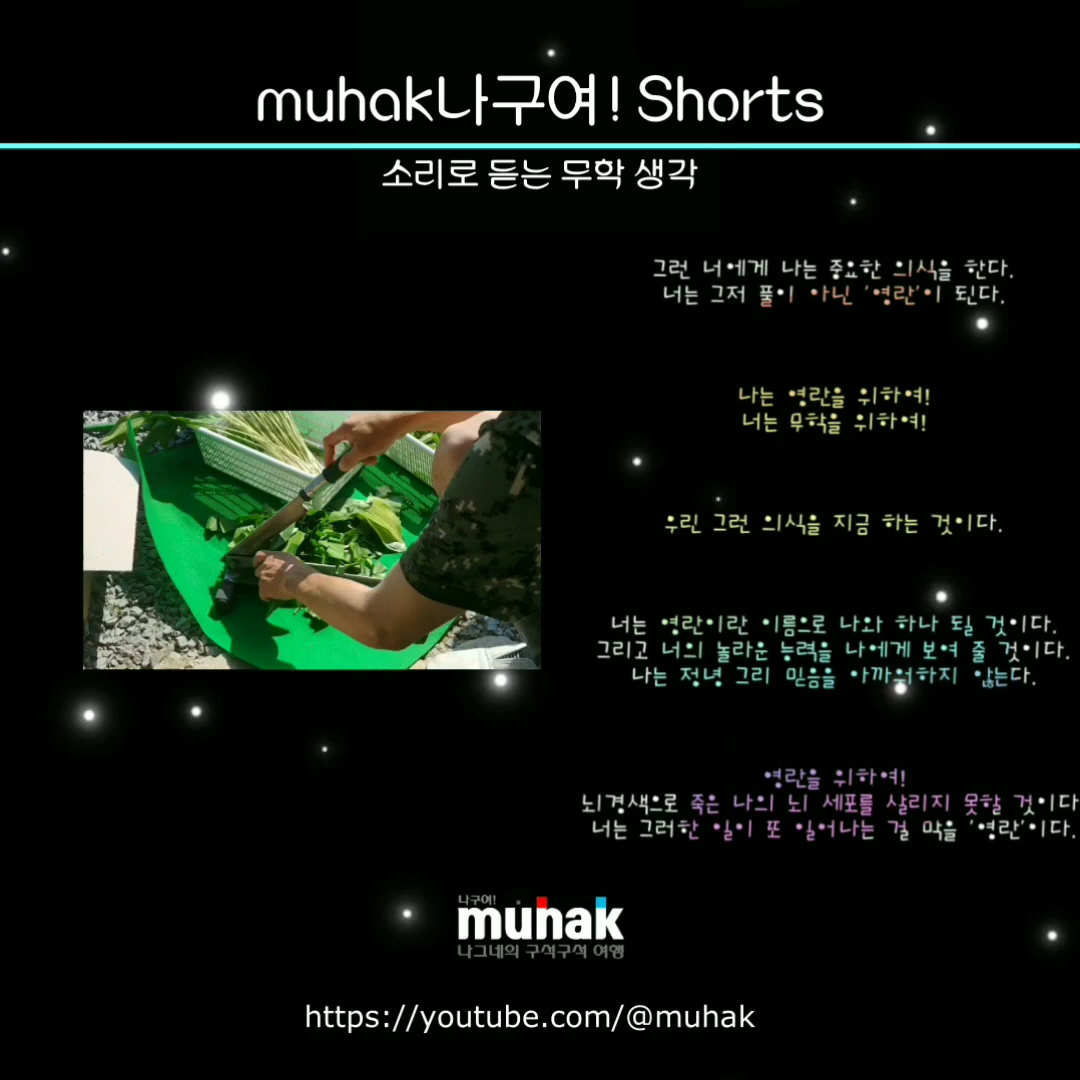 muhak나구여! Shorts
소리로 듣는 무학 생각
그런 너에게 나는 중요한 의식을 한다.
너는 그저 풀이 아닌 '영란'이 된다.
나는 영란을 위하여!
너는 무학을 위하여!
우린 그런 의식을 지금 하는 것이다.
너는 영란이란 이름으로 나와 하나 될 것이다.
그리고 너의 놀라운 능력을 나에게 보여 줄 것이다.
나는 정녕 그리 믿음을 아까워하지 않는다.
영란을 위하여!
뇌경색으로 죽은 나의 뇌 세포를 살리지 못할 것이다
너는 그러한 일이 또 일어나는 걸 막을 '영란'이다.
나구여!
muhak
나그네의 구석구석 여행
https://youtube.com/@muhak